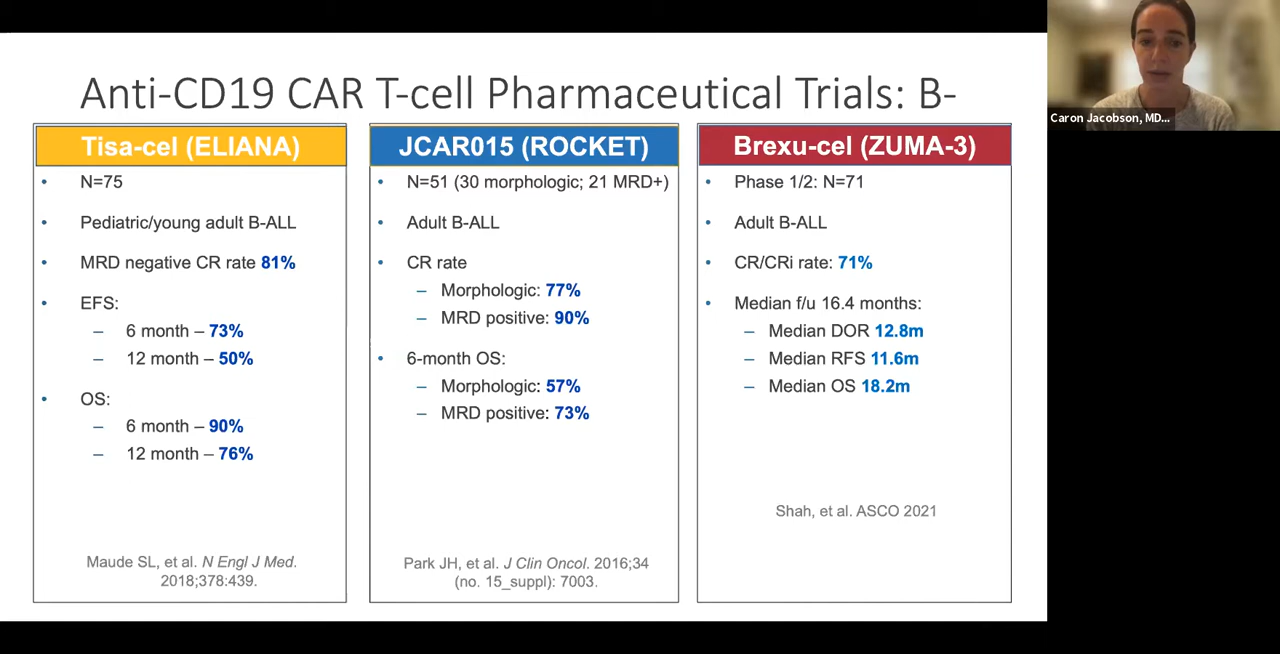 Anti-CD19 CAR T-cell Pharmaceutical Trials: B-
Caron Jacobson, MD...
Tisa-cel (ELIANA)
• N=75
• Pediatric/young adult B-ALL
• MRD negative CR rate 81%
• EFS:
– 6 month – 73%
– 12 month – 50%
• OS:
– 6 month – 90%
– 12 month – 76%
Maude SL, et al. N Engl J Med.
2018;378:439.
JCAR015 (ROCKET)
• N=51 (30 morphologic; 21 MRD+)
• Adult B-ALL
• CR rate
– Morphologic: 77%
– MRD positive: 90%
• 6-month OS:
– Morphologic: 57%
– MRD positive: 73%
Park JH, et al. J Clin Oncol. 2016;34
(no. 15_suppl): 7003.
Brexu-cel (ZUMA-3)
• Phase 1/2: N=71
• Adult B-ALL
• CR/CRi rate: 71%
• Median f/u 16.4 months:
– Median DOR 12.8m
– Median RFS 11.6m
– Median OS 18.2m
Shah, et al. ASCO 2021